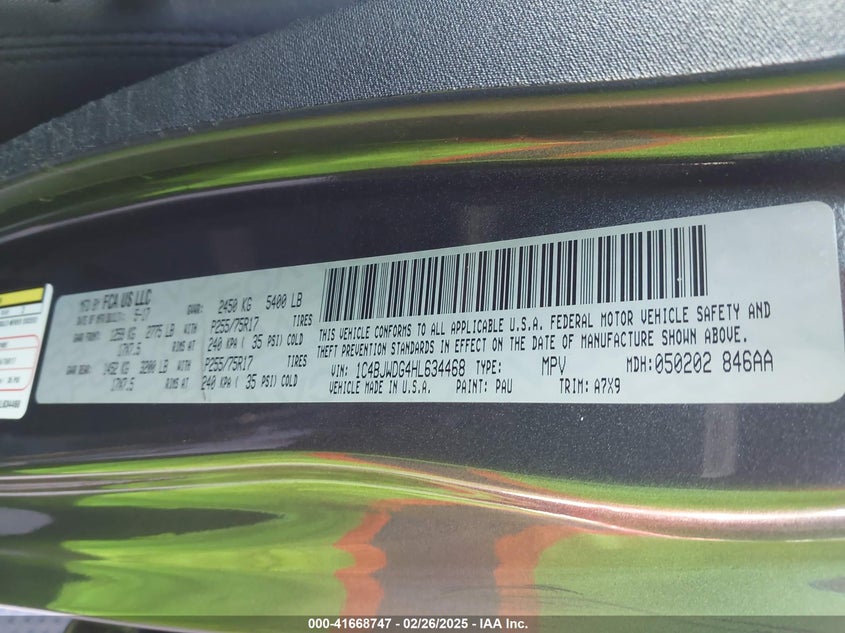 MFD BY: FCA US LLC
DATE OF MFR: 5-17 GVWR: 2450 KG 5400 LB
GAWR FRONT: 1259 KG 2775 LB WITH P255/75R17 TIRES
17X7.5 RIMS AT 240 KPA ( 35 PSI) COLD
GAWR REAR: 1452 KG 3200 LB WITH P255/75R17 TIRES
17X7.5 RIMS AT 240 KPA ( 35 PSI) COLD
THIS VEHICLE CONFORMS TO ALL APPLICABLE U.S.A. FEDERAL MOTOR VEHICLE SAFETY AND
THEFT PREVENTION STANDARDS IN EFFECT ON THE DATE OF MANUFACTURE SHOWN ABOVE.
VIN: 1C4BJWDG4HL634468 TYPE: MPV MDH: 050202 846AA
VEHICLE MADE IN U.S.A. PAINT: PAU TRIM: A7X9
000-41668747 / 02/26/2025 - IAA Inc.